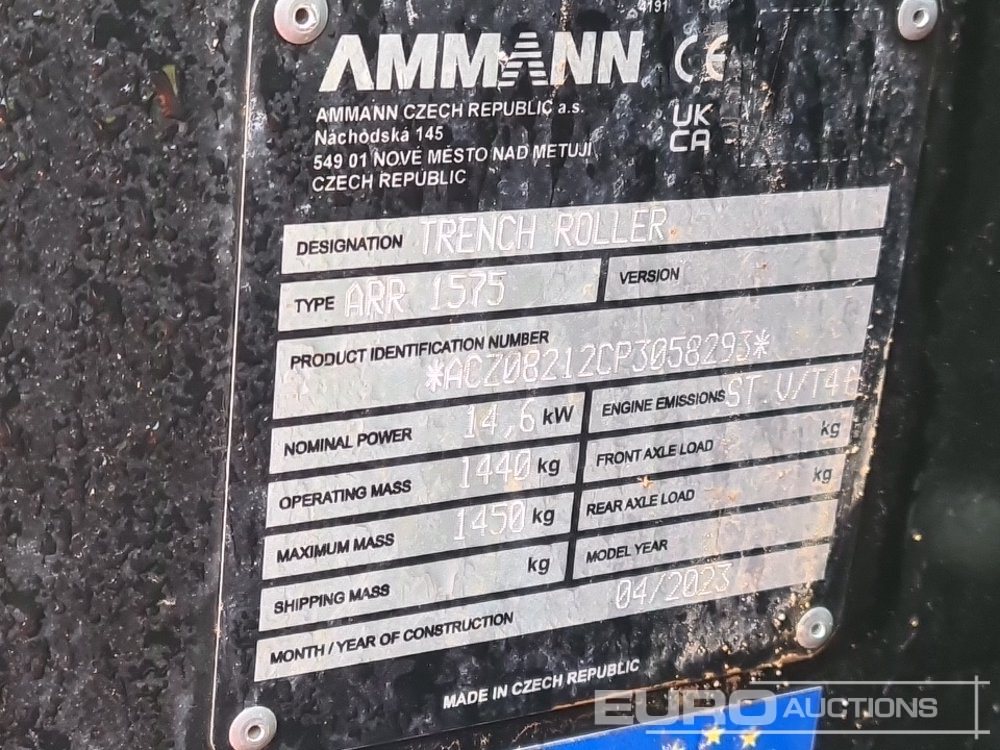 4191
AMMANN CE
AMMANN CZECH REPUBLIC a.s.
Náchodská 145
549 01 NOVÉ MĚSTO NAD METUJÍ
CZECH REPUBLIC
UK
CA
DESIGNATION TRENCH ROLLER
TYPE ARR 1575 VERSION
PRODUCT IDENTIFICATION NUMBER
*ACZ08212CP3058293*
NOMINAL POWER 14,6 kW ENGINE EMISSIONS ST.V/T4f
OPERATING MASS 1440 kg FRONT AXLE LOAD kg
MAXIMUM MASS 1450 kg REAR AXLE LOAD kg
SHIPPING MASS kg MODEL YEAR
MONTH / YEAR OF CONSTRUCTION 04/2023
MADE IN CZECH REPUBLIC
EURO AUCTIONS